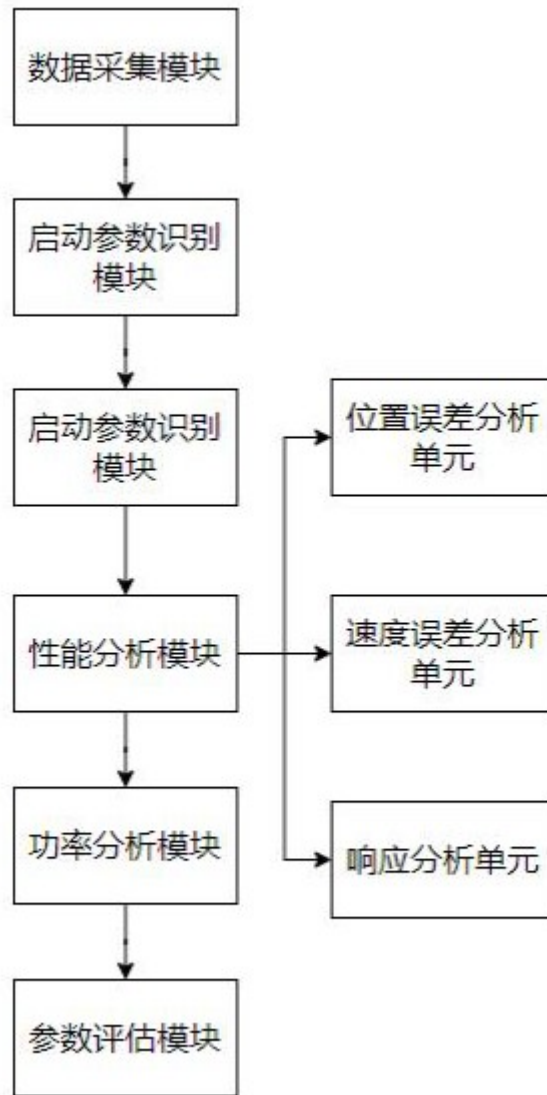 数据采集模块
启动参数识别
模块
启动参数识别
模块
位置误差分析
单元
性能分析模块
速度误差分析
单元
功率分析模块
响应分析单元
参数评估模块